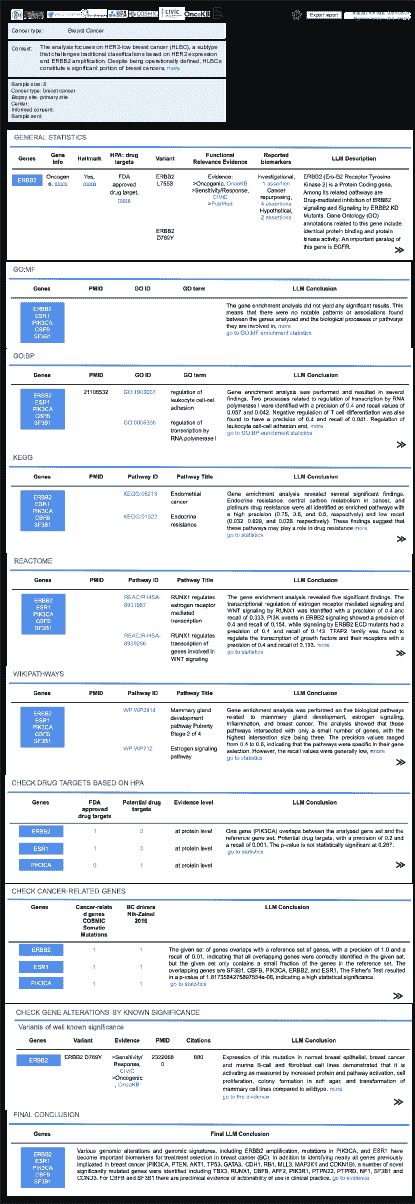 CIViC
COSMIC
OncoKB
Export report
Cancer type: Breast Cancer
Context: The analysis focuses on HER2-low breast cancer (HLBC), a subtype
that challenges traditional classifications based on HER2 expression
and ERBB2 amplification. Despite being operationally defined, HLBCs
constitute a significant portion of breast cancers, more
Sample size: 5
Cancer type: breast cancer
Biopsy site: primary site
Center:
Informed consent:
Sample sent:
GENERAL STATISTICS
Genes Gene info Hallmark HPA: drug targets Variant Functional Relevance Evidence Reported biomarkers LLM Description
ERBB2 Oncogene, more
Yes, more
FDA approved drug target, more
ERBB2 L755S
ERBB2 D769Y
Evidence:
>Oncogenic, OncoKB
>Sensitivity/Response, CIViC
>PubMed
Investigational, 1 assertion
Cancer repurposing, 4 assertions
Hypothetical, 2 assertions
ERBB2 (Erb-B2 Receptor Tyrosine
Kinase 2) is a Protein Coding gene.
Among its related pathways are
Drug-mediated inhibition of ERBB2
signaling and Signaling by ERBB2 KD
Mutants. Gene Ontology (GO)
annotations related to this gene include
identical protein binding and protein
kinase activity. An important paralog of
this gene is EGFR.
GO:MF
Genes PMID GO ID GO term LLM Conclusion
ERBB2
ESR1
PIK3CA
CBFB
SF3B1
The gene enrichment analysis did not yield any significant results. This
means that there were no notable patterns or associations found
between the genes analyzed and the biological processes or pathways
they are involved in, more
go to GO:MF enrichment statistics
GO:BP
Genes PMID GO ID GO term LLM Conclusion
ERBB2
ESR1
PIK3CA
CBFB
SF3B1
regulation of
leukocyte cell-cell
adhesion
regulation of
transcription by
RNA polymerase I
Gene enrichment analysis was performed and resulted in several
findings. Two processes related to regulation of transcription by RNA
polymerase I were identified with a precision of 0.4 and recall values of
0.057 and 0.042. Negative regulation of T cell differentiation was also
found to have a precision of 0.4 and recall of 0.041. Regulation of
leukocyte cell-cell adhesion and, more
go to GO:BP enrichment statistics
KEGG
Genes PMID Pathway ID Pathway Title LLM Conclusion
ERBB2
ESR1
PIK3CA
CBFB
SF3B1
KEGG:05213
Endometrial
cancer
KEGG:01522
Endocrine
resistance
Gene enrichment analysis revealed several significant findings.
Endocrine resistance, central carbon metabolism in cancer, and
platinum drug resistance were all identified as enriched pathways with
a high precision (0.75, 0.5, and 0.5, respectively) and low recall
(0.032, 0.029, and 0.028, respectively). These findings suggest that
these pathways may play a role in drug resistance more
go to statistics
REACTOME
Genes PMID Pathway ID Pathway Title LLM Conclusion
ERBB2
ESR1
PIK3CA
CBFB
SF3B1
RUNX1 regulates
estrogen receptor
mediated
transcription
RUNX1 regulates
transcription of
genes involved in
WNT signaling
The gene enrichment analysis revealed five significant findings. The
transcriptional regulation of estrogen receptor mediated signaling and
WNT signaling by RUNX1 was identified with a precision of 0.4 and
recall of 0.333. PI3K events in ERBB2 signaling showed a precision of
0.4 and recall of 0.154, while signaling by ERBB2 ECD mutants had a
precision of 0.4 and recall of 0.143. TFAP2 family was found to
regulate the transcription of growth factors and their receptors with a
precision of 0.4 and recall of 0.133, more
go to statistics
WIKIPATHWAYS
Genes PMID Pathway ID Pathway Title LLM Conclusion
ERBB2
ESR1
PIK3CA
CBFB
SF3B1
WP:WP2814
Mammary gland
development
pathway Puberty
Stage 2 of 4
WP:WP712
Estrogen signaling
pathway
Gene enrichment analysis was performed on five biological pathways
related to mammary gland development, estrogen signaling,
inflammation, and breast cancer. The analysis showed that these
pathways intersected with only a small number of genes, with the
highest intersection size being three. The precision values ranged
from 0.4 to 0.6, indicating that the pathways were specific in their gene
selection. However, the recall values were generally low, more
go to statistics
CHECK DRUG TARGETS BASED ON HPA
Genes FDA approved drug targets Potential drug targets Evidence level LLM Conclusion
ERBB2 1 0 at protein level
ESR1 1 0 at protein level
PIK3CA 0 1 at protein level
One gene (PIK3CA) overlaps between the analysed gene set and the
reference gene set. Potential drug targets, with a precision of 0.2 and
a recall of 0.001. The p-value is not statistically significant at 0.267.
go to statistics
CHECK CANCER-RELATED GENES
Genes Cancer-related genes COSMIC Somatic Mutations BC drivers Nik-Zainal 2016 LLM Conclusion
ERBB2 1 1
ESR1 1 1
PIK3CA 1 1
The given set of genes overlaps with a reference set of genes, with a precision of 1.0 and a
recall of 0.01, indicating that all overlapping genes were correctly identified in the given set,
but the given set only contains a small fraction of the genes in the reference set. The
overlapping genes are SF3B1, CBFB, PIK3CA, ERBB2, and ESR1. The Fisher's Test resulted
indicating a high statistical significance.
go to statistics
CHECK GENE ALTERATIONS BY KNOWN SIGNIFICANCE
Variants of well known significance
Genes Variant Evidence PMID Citations LLM Conclusion
ERBB2 ERBB2 D769Y
>Sensitivity/Response, CIViC
>Oncogenic, OncoKB
880
Expression of this mutation in normal breast epithelial, breast cancer
and murine B-cell and fibroblast cell lines demonstrated that it is
activating as measured by increased protein and pathway activation, cell
proliferation, colony formation in soft agar, and transformation of
mammary cell lines compared to wildtype. more
go to the evidence
FINAL CONCLUSION
Genes Final LLM Conclusion
ERBB2
ESR1
PIK3CA
CBFB
SF3B1
Various genomic alterations and genomic signatures, including ERBB2 amplification, mutations in PIK3CA, and ESR1 have
become important biomarkers for treatment selection in breast cancer (BC). In addition to identifying nearly all genes previously
implicated in breast cancer (PIK3CA, PTEN, AKT1, TP53, GATA3, CDH1, RB1, MLL3, MAP3K1 and CDKN1B), a number of novel
significantly mutated genes were identified including TBX3, RUNX1, CBFB, AFF2, PIK3R1, PTPN22, PTPRD, NF1, SF3B1 and
CCND3. For CBFB and SF3B1 there are preclinical evidence of actionability of use in clinical practice. go to evidence